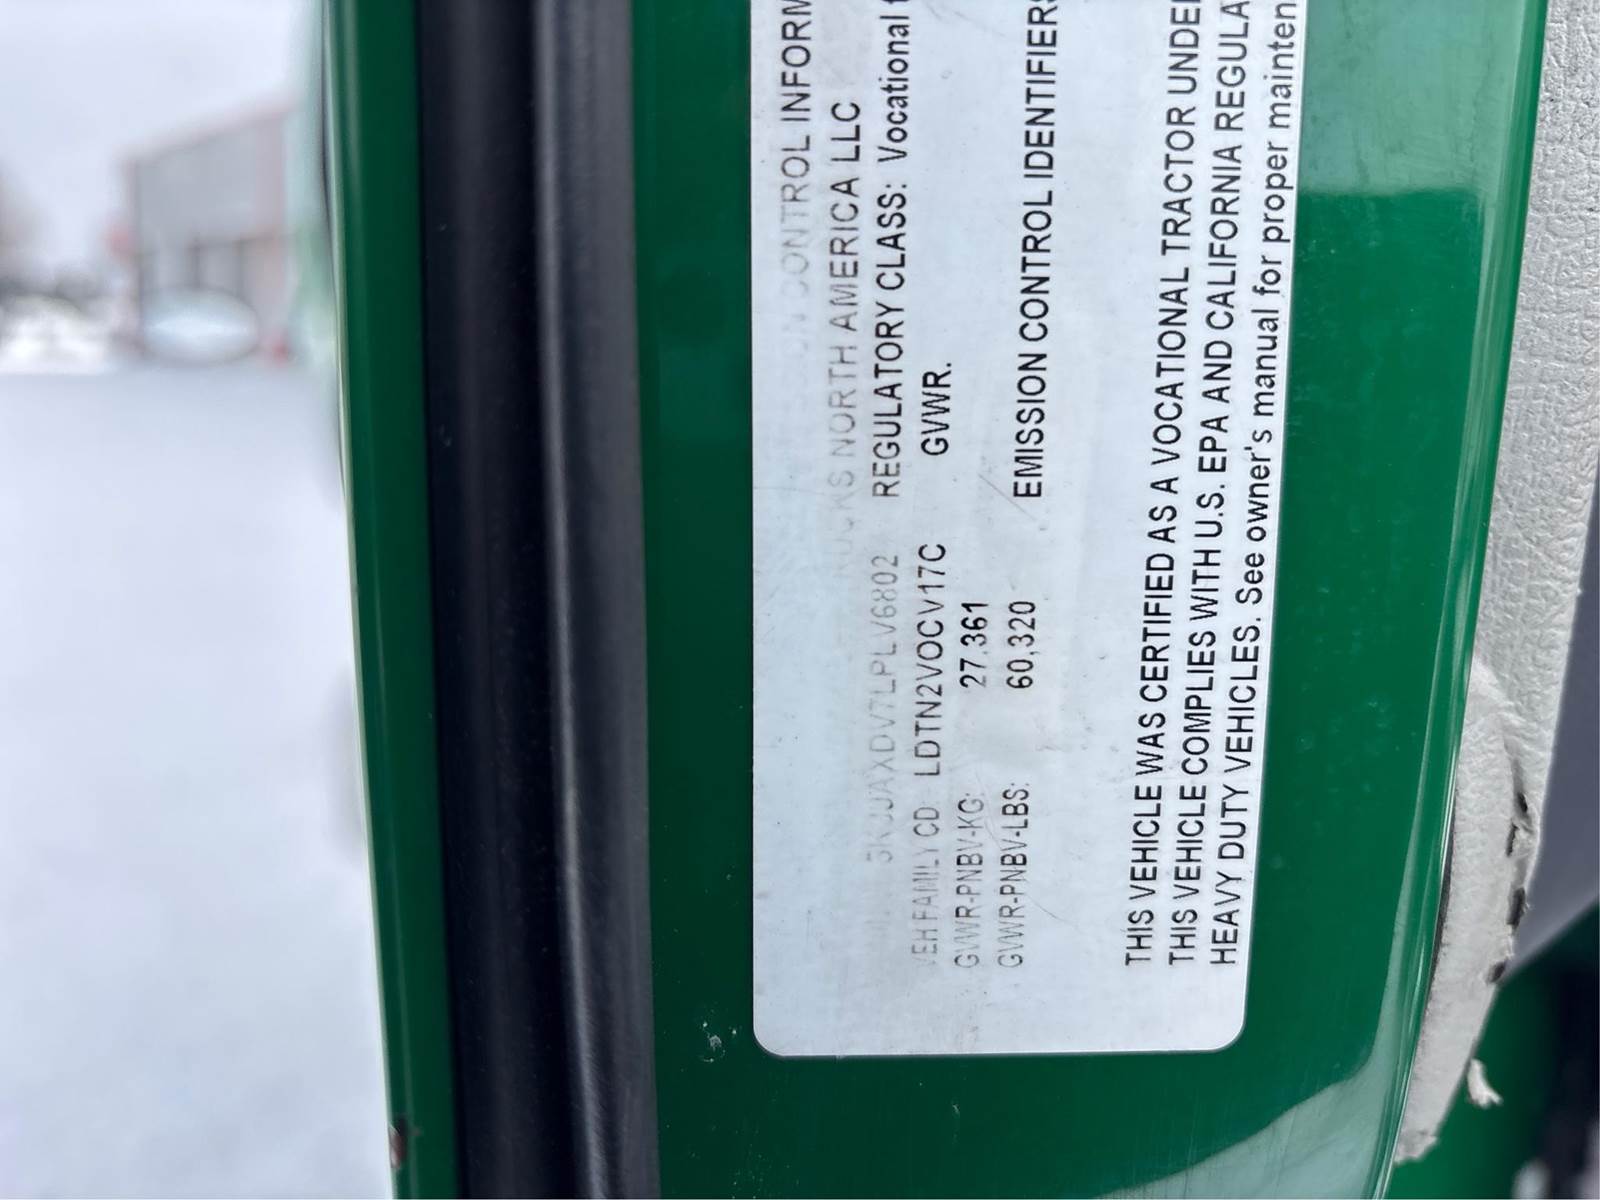 CONTROL INFORM
NORTH AMERICA LLC
5KJJAXDV7LPLV6802 REGULATORY CLASS: Vocational
VEH FAMILY CD LDTN2VOCV17C GVWR.
GVWR-PNBV-KG: 27,361
GVWR-PNBV-LBS: 60,320 EMISSION CONTROL IDENTIFIERS
THIS VEHICLE WAS CERTIFIED AS A VOCATIONAL TRACTOR UNDER
THIS VEHICLE COMPLIES WITH U.S. EPA AND CALIFORNIA REGULA
HEAVY DUTY VEHICLES. See owner's manual for proper mainten